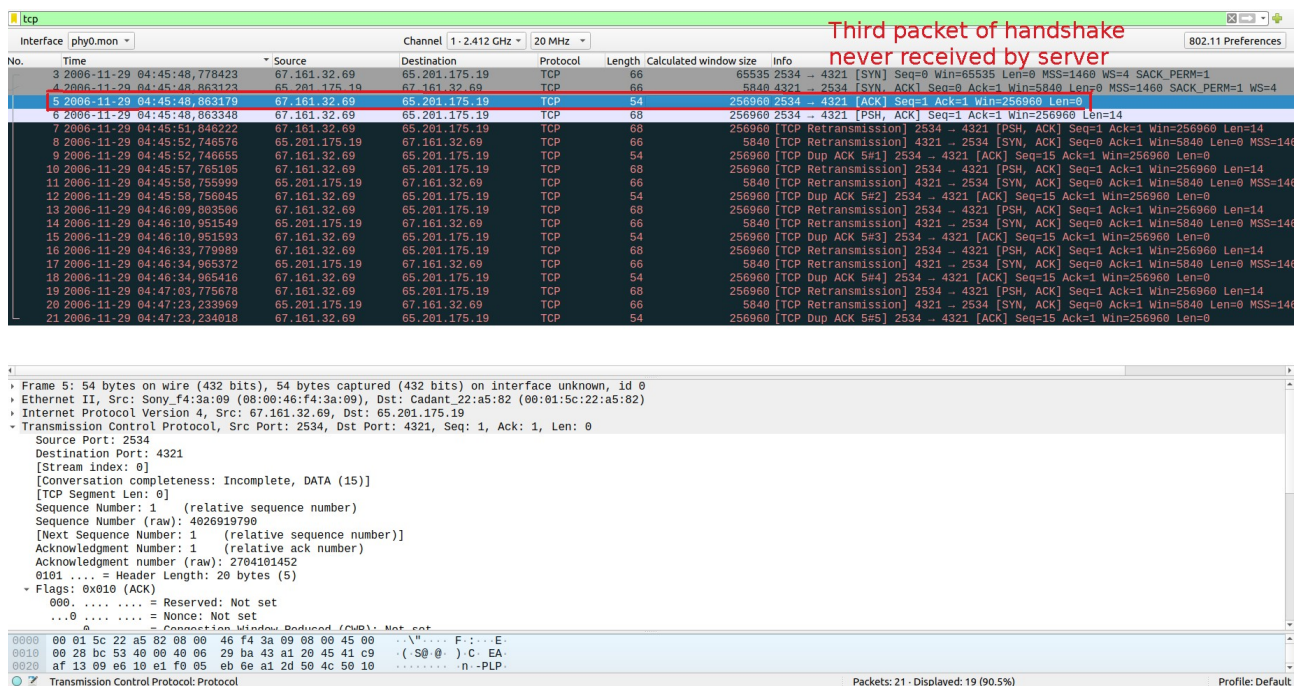 tcp
Third packet of handshake
never received by server
Interface phy0.mon Channel 1 · 2.412 GHz 20 MHz 802.11 Preferences
No. Time Source Destination Protocol Length Calculated window size Info
3 2006-11-29 04:45:48,778423 67.161.32.69 65.201.175.19 TCP 66 65535 2534 → 4321 [SYN] Seq=0 Win=65535 Len=0 MSS=1460 WS=4 SACK_PERM=1
4 2006-11-29 04:45:48,863123 65.201.175.19 67.161.32.69 TCP 66 5840 4321 → 2534 [SYN, ACK] Seq=0 Ack=1 Win=5840 Len=0 MSS=1460 SACK_PERM=1 WS=4
5 2006-11-29 04:45:48,863179 67.161.32.69 65.201.175.19 TCP 54 256960 2534 → 4321 [ACK] Seq=1 Ack=1 Win=256960 Len=0
6 2006-11-29 04:45:48,863348 67.161.32.69 65.201.175.19 TCP 68 256960 2534 → 4321 [PSH, ACK] Seq=1 Ack=1 Win=256960 Len=14
7 2006-11-29 04:45:51,846222 67.161.32.69 65.201.175.19 TCP 68 256960 [TCP Retransmission] 2534 → 4321 [PSH, ACK] Seq=1 Ack=1 Win=256960 Len=14
8 2006-11-29 04:45:52,746576 65.201.175.19 67.161.32.69 TCP 66 5840 [TCP Retransmission] 4321 → 2534 [SYN, ACK] Seq=0 Ack=1 Win=5840 Len=0 MSS=146
9 2006-11-29 04:45:52,746655 67.161.32.69 65.201.175.19 TCP 54 256960 [TCP Dup ACK 5#1] 2534 → 4321 [ACK] Seq=15 Ack=1 Win=256960 Len=0
10 2006-11-29 04:45:57,765105 67.161.32.69 65.201.175.19 TCP 68 256960 [TCP Retransmission] 2534 → 4321 [PSH, ACK] Seq=1 Ack=1 Win=256960 Len=14
11 2006-11-29 04:45:58,755999 65.201.175.19 67.161.32.69 TCP 66 5840 [TCP Retransmission] 4321 → 2534 [SYN, ACK] Seq=0 Ack=1 Win=5840 Len=0 MSS=146
12 2006-11-29 04:45:58,756045 67.161.32.69 65.201.175.19 TCP 54 256960 [TCP Dup ACK 5#2] 2534 → 4321 [ACK] Seq=15 Ack=1 Win=256960 Len=0
13 2006-11-29 04:46:09,803506 67.161.32.69 65.201.175.19 TCP 68 256960 [TCP Retransmission] 2534 → 4321 [PSH, ACK] Seq=1 Ack=1 Win=256960 Len=14
14 2006-11-29 04:46:10,951549 65.201.175.19 67.161.32.69 TCP 66 5840 [TCP Retransmission] 4321 → 2534 [SYN, ACK] Seq=0 Ack=1 Win=5840 Len=0 MSS=146
15 2006-11-29 04:46:10,951593 67.161.32.69 65.201.175.19 TCP 54 256960 [TCP Dup ACK 5#3] 2534 → 4321 [ACK] Seq=15 Ack=1 Win=256960 Len=0
16 2006-11-29 04:46:33,779989 67.161.32.69 65.201.175.19 TCP 68 256960 [TCP Retransmission] 2534 → 4321 [PSH, ACK] Seq=1 Ack=1 Win=256960 Len=14
17 2006-11-29 04:46:34,965372 65.201.175.19 67.161.32.69 TCP 66 5840 [TCP Retransmission] 4321 → 2534 [SYN, ACK] Seq=0 Ack=1 Win=5840 Len=0 MSS=146
18 2006-11-29 04:46:34,965416 67.161.32.69 65.201.175.19 TCP 54 256960 [TCP Dup ACK 5#4] 2534 → 4321 [ACK] Seq=15 Ack=1 Win=256960 Len=0
19 2006-11-29 04:47:03,775678 67.161.32.69 65.201.175.19 TCP 68 256960 [TCP Retransmission] 2534 → 4321 [PSH, ACK] Seq=1 Ack=1 Win=256960 Len=14
20 2006-11-29 04:47:23,233969 65.201.175.19 67.161.32.69 TCP 66 5840 [TCP Retransmission] 4321 → 2534 [SYN, ACK] Seq=0 Ack=1 Win=5840 Len=0 MSS=146
21 2006-11-29 04:47:23,234018 67.161.32.69 65.201.175.19 TCP 54 256960 [TCP Dup ACK 5#5] 2534 → 4321 [ACK] Seq=15 Ack=1 Win=256960 Len=0
Frame 5: 54 bytes on wire (432 bits), 54 bytes captured (432 bits) on interface unknown, id 0
Ethernet II, Src: Sony_f4:3a:09 (08:00:46:f4:3a:09), Dst: Cadant_22:a5:82 (00:01:5c:22:a5:82)
Internet Protocol Version 4, Src: 67.161.32.69, Dst: 65.201.175.19
Transmission Control Protocol, Src Port: 2534, Dst Port: 4321, Seq: 1, Ack: 1, Len: 0
Source Port: 2534
Destination Port: 4321
[Stream index: 0]
[Conversation completeness: Incomplete, DATA (15)]
[TCP Segment Len: 0]
Sequence Number: 1 (relative sequence number)
Sequence Number (raw): 4026919790
[Next Sequence Number: 1 (relative sequence number)]
Acknowledgment Number: 1 (relative ack number)
Acknowledgment number (raw): 2704101452
0101 .... = Header Length: 20 bytes (5)
Flags: 0x010 (ACK)
000. .... .... = Reserved: Not set
...0 .... .... = Nonce: Not set
.... 0... .... = Congestion Window Reduced (CWR): Not set
0000 00 01 5c 22 a5 82 08 00 46 f4 3a 09 08 00 45 00 ··\"···· F·:···E·
0010 00 28 bc 53 40 00 40 06 29 ba 43 a1 20 45 41 c9 ·(·S@·@· )·C· EA·
0020 af 13 09 e6 10 e1 f0 05 eb 6e a1 2d 50 4c 50 10 ········ ·n·-PLP·
Transmission Control Protocol: Protocol Packets: 21 · Displayed: 19 (90.5%) Profile: Default